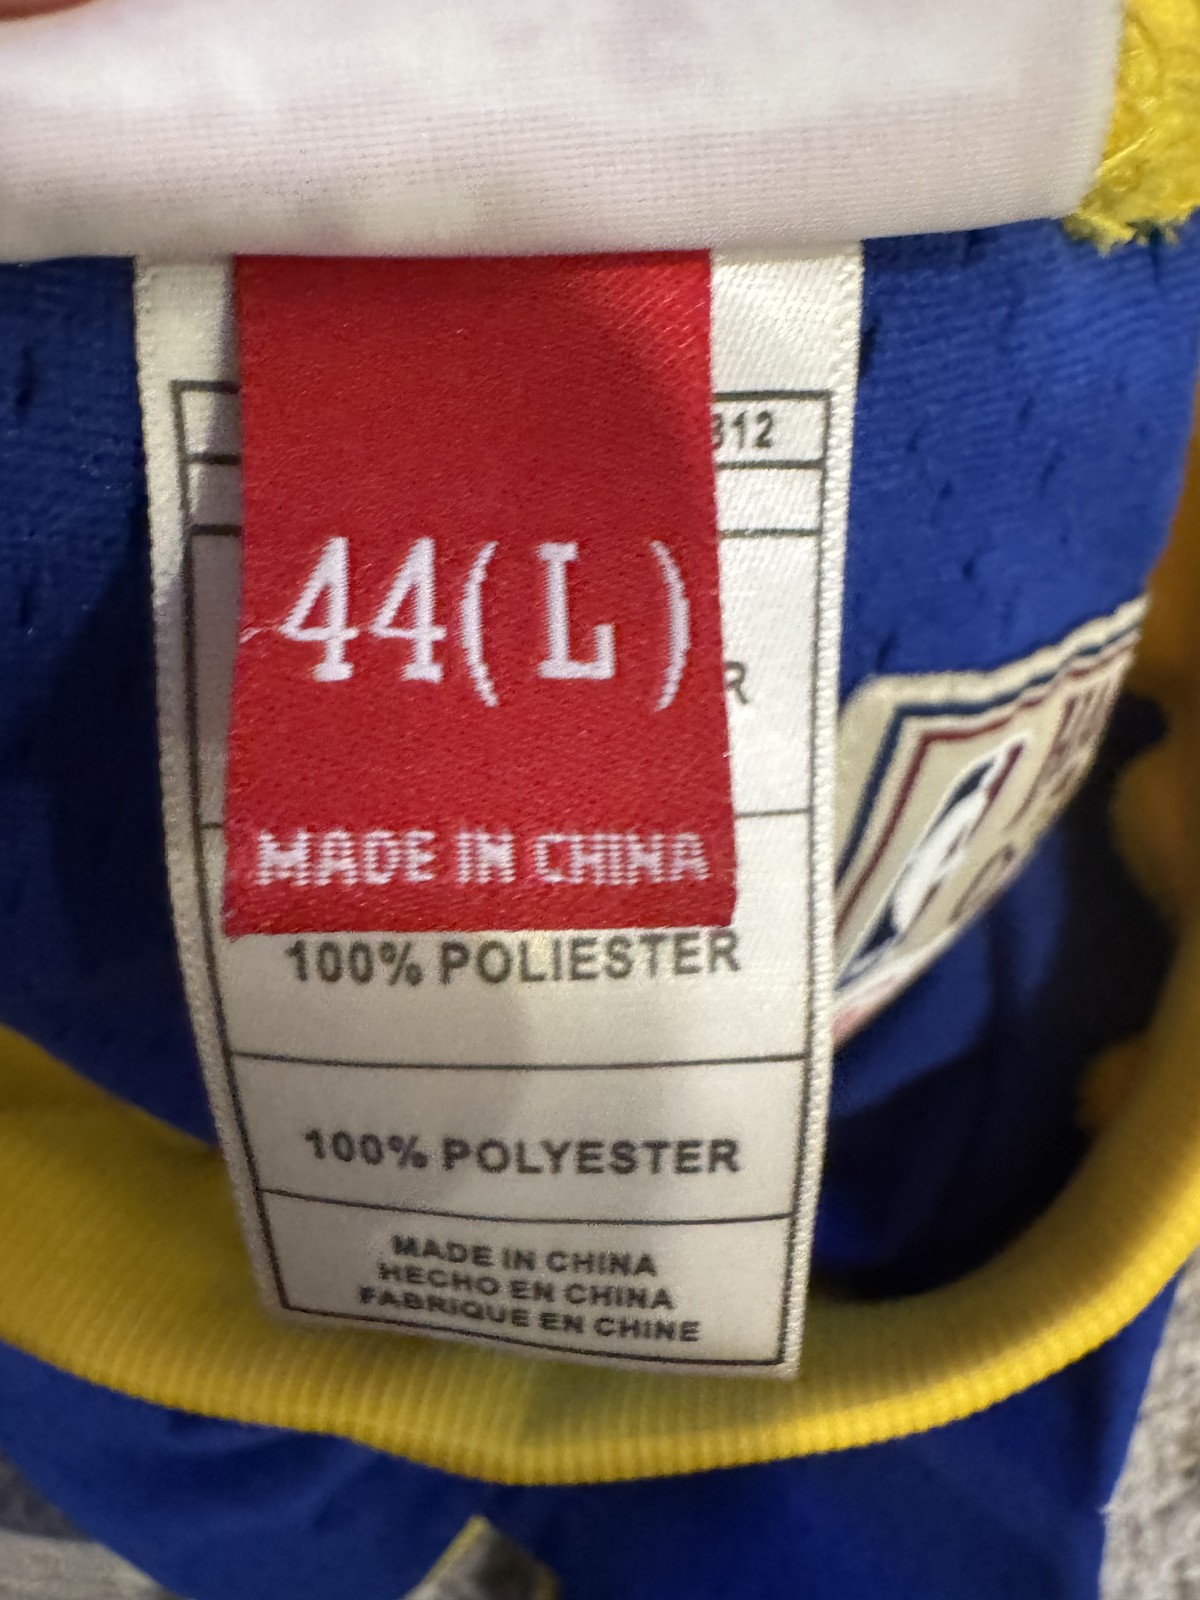 312
44(L)
R
MADE IN CHINA
100% POLIESTER
100% POLYESTER
MADE IN CHINA
HECHO EN CHINA
FABRIQUE EN CHINE